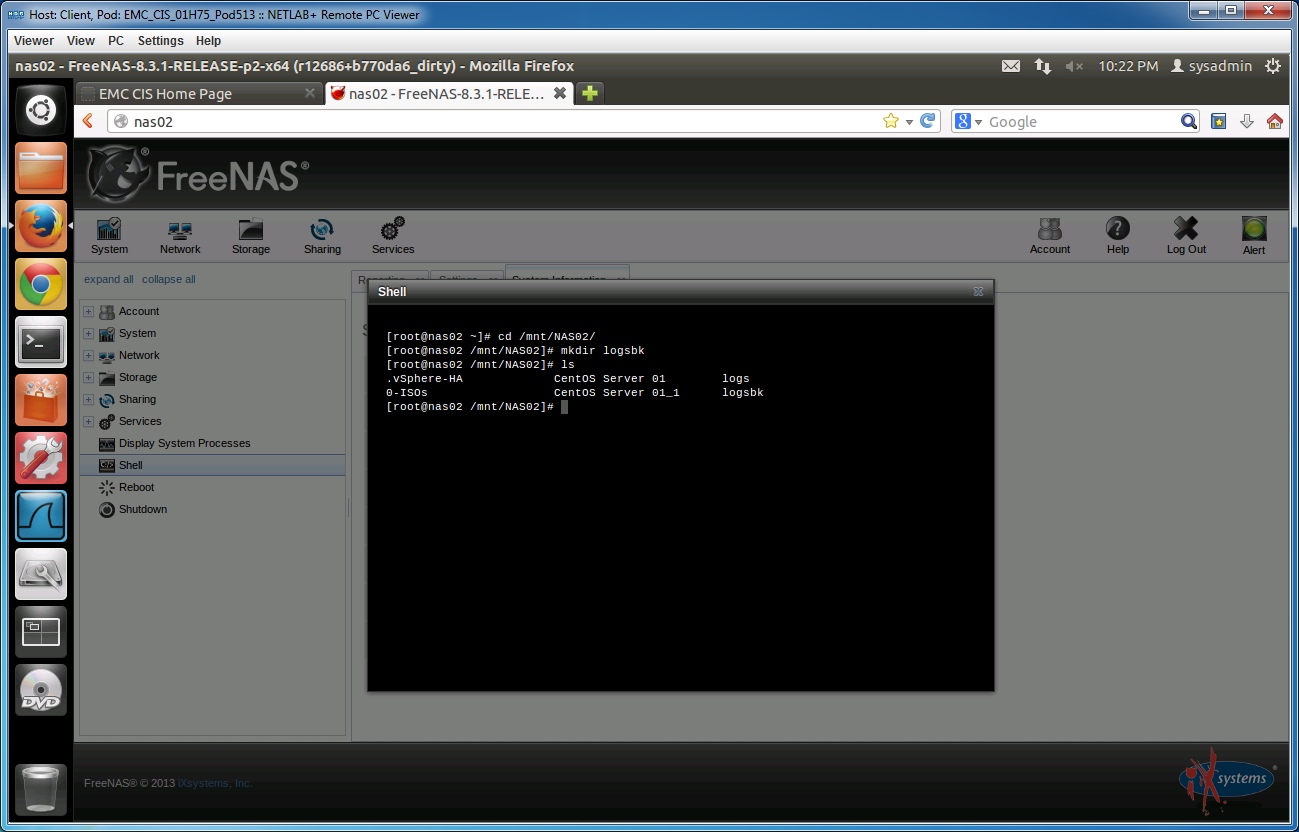 Host: Client, Pod: EMC_CIS_01H75_Pod513 :: NETLAB+ Remote PC Viewer
Viewer View PC Settings Help
nas02 - FreeNAS-8.3.1-RELEASE-p2-x64 (r12686+b770da6_dirty) - Mozilla Firefox 10:22 PM sysadmin
EMC CIS Home Page nas02 - FreeNAS-8.3.1-RELE...
nas02 Google
FreeNAS®
System Network Storage Sharing Services Account Help Log Out Alert
expand all collapse all
Reporting Settings System Information
Shell
Account
System
Network
Storage
Sharing
Services
Display System Processes
Shell
Reboot
Shutdown
[root@nas02 ~]# cd /mnt/NAS02/
[root@nas02 /mnt/NAS02]# mkdir logsbk
[root@nas02 /mnt/NAS02]# ls
.vSphere-HA CentOS Server 01 logs
0-ISOs CentOS Server 01_1 logsbk
[root@nas02 /mnt/NAS02]#
DVD
FreeNAS® © 2013 iXsystems, Inc.
iXsystems